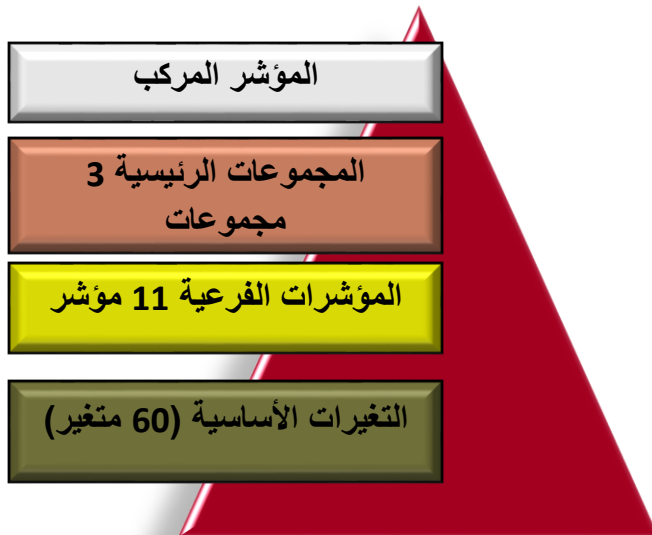 المؤشر المركب
المجموعات الرئيسية 3
مجموعات
المؤشرات الفرعية 11 مؤشر
التغيرات الأساسية (60 متغير)